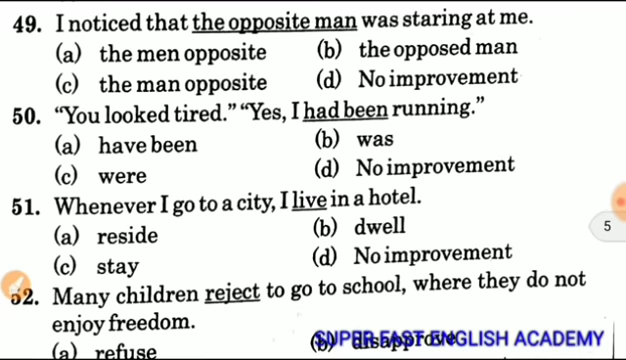 49. I noticed that the opposite man was staring at me.
(a) the men opposite (b) the opposed man
(c) the man opposite (d) No improvement
50. “You looked tired.” “Yes, I had been running.”
(a) have been (b) was
(c) were (d) No improvement
51. Whenever I go to a city, I live in a hotel.
(a) reside (b) dwell
5
(c) stay (d) No improvement
52. Many children reject to go to school, where they do not
enjoy freedom.
(a) refuse (b) disapprove
SUPER FAST ENGLISH ACADEMY